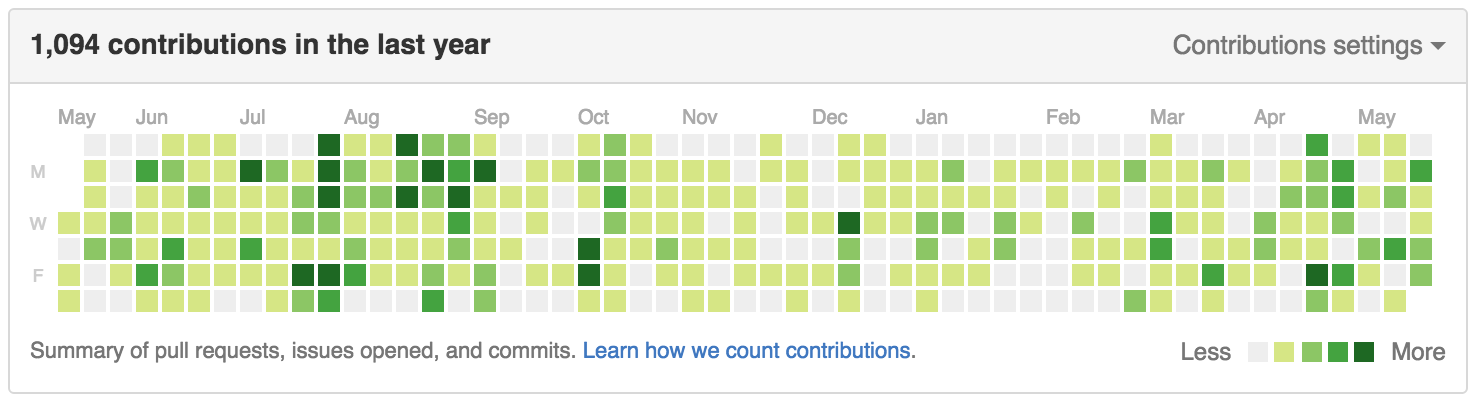 1,094 contributions in the last year
Contributions settings
May Jun Jul Aug Sep Oct Nov Dec Jan Feb Mar Apr May
M
W
F
Summary of pull requests, issues opened, and commits. Learn how we count contributions.
Less More